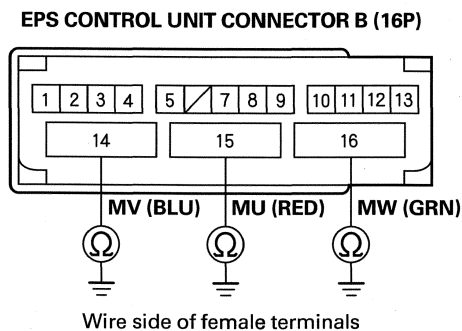 EPS CONTROL UNIT CONNECTOR B (16P)
1 2 3 4 5 7 8 9 10 11 12 13
14 15 16
MV (BLU) MU (RED) MW (GRN)
Ω Ω Ω
Wire side of female terminals